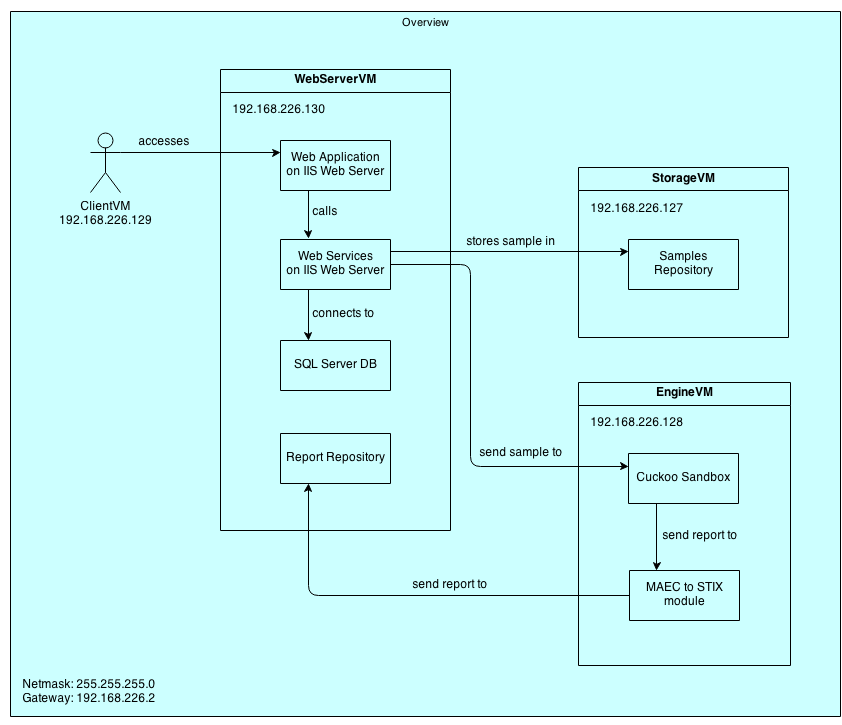 Overview
WebServerVM
192.168.226.130
accesses
Web Application
on IIS Web Server
ClientVM
192.168.226.129
calls
StorageVM
192.168.226.127
Web Services
on IIS Web Server
stores sample in
Samples
Repository
connects to
SQL Server DB
EngineVM
192.168.226.128
Report Repository
send sample to
Cuckoo Sandbox
send report to
MAEC to STIX
module
send report to
Netmask: 255.255.255.0
Gateway: 192.168.226.2